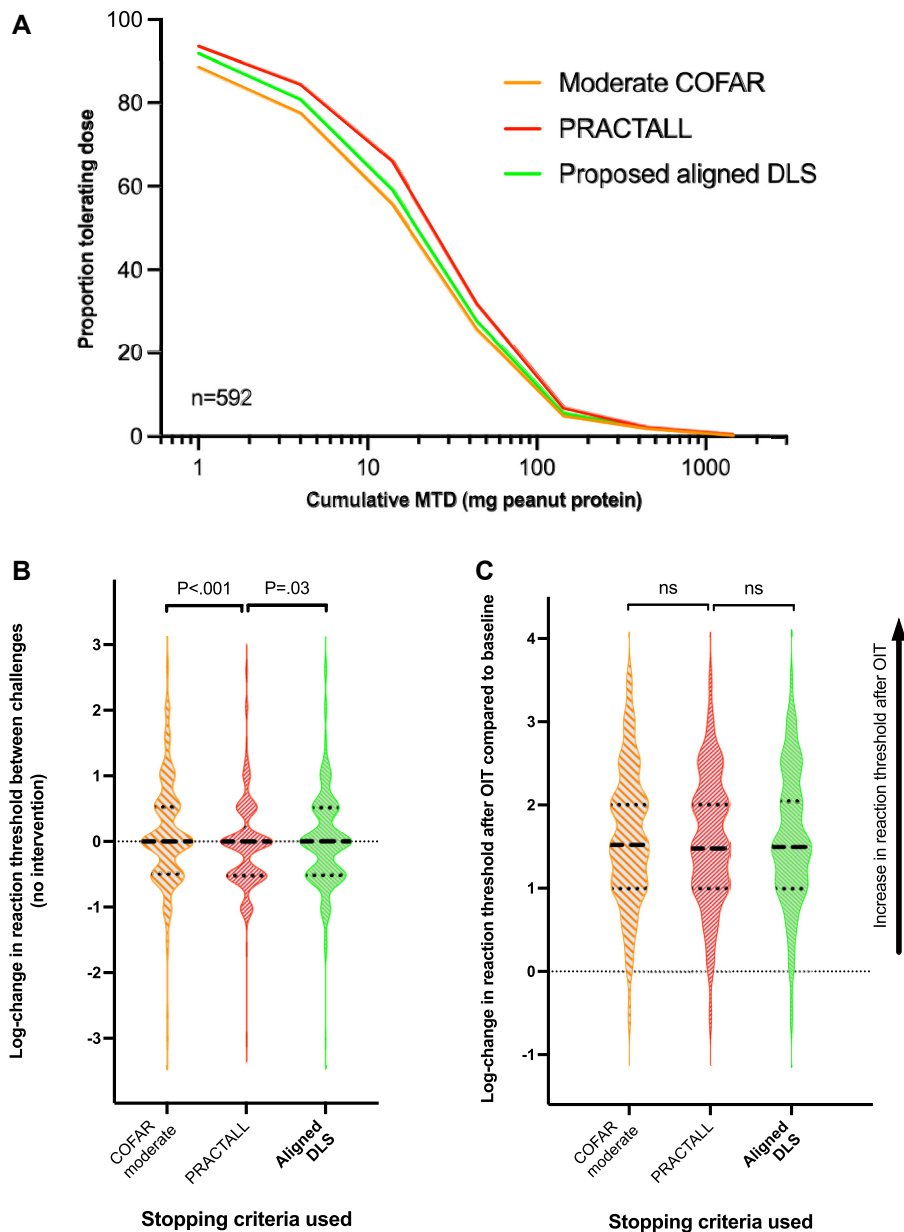 A
100
80
60
40
20
0
Proportion tolerating dose
Moderate COFAR
PRACTALL
Proposed aligned DLS
n=592
1
10
100
1000
Cumulative MTD (mg peanut protein)
B
P<.001
P=.03
3
2
1
0
-1
-2
-3
Log-change in reaction threshold between challenges
(no intervention)
COFAR
moderate
PRACTALL
Aligned
DLS
Stopping criteria used
C
ns
ns
4
3
2
1
0
-1
Log-change in reaction threshold after OIT compared to baseline
Increase in reaction threshold after OIT
COFAR
moderate
PRACTALL
Aligned
DLS
Stopping criteria used